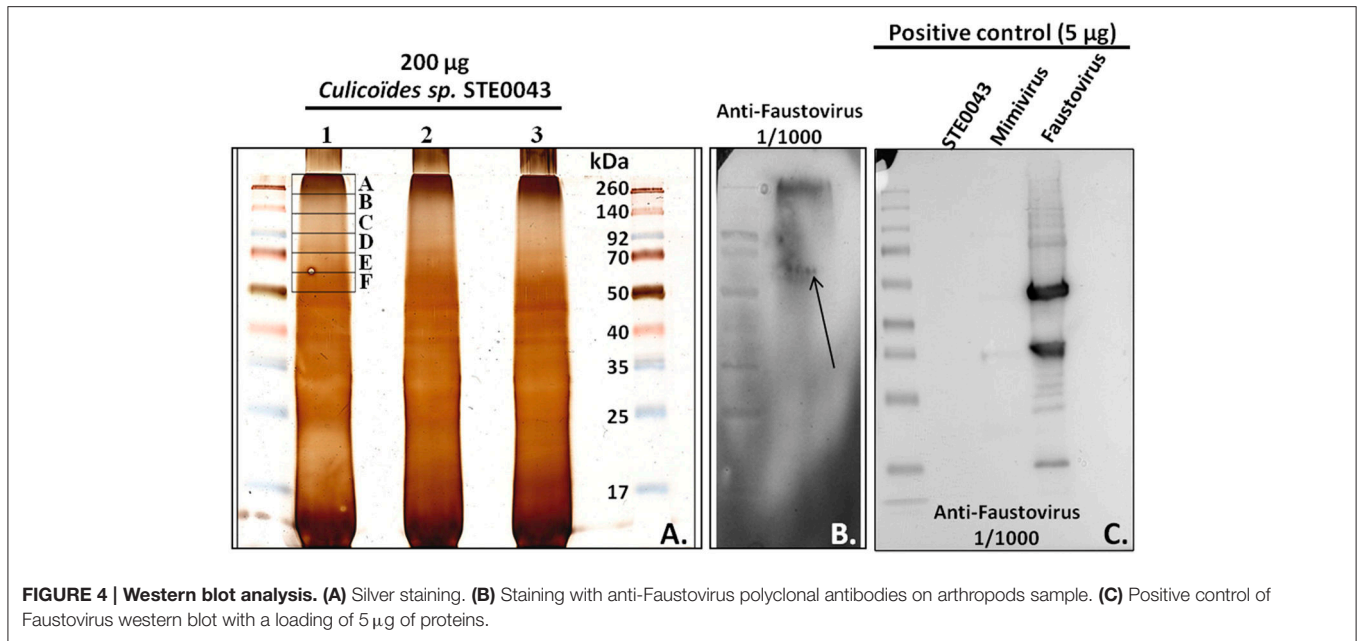 200 µg
Culicoïdes sp. STE0043
1 2 3
kDa
A
B
C
D
E
F
260
140
92
70
50
40
35
25
17
A.
Anti-Faustovirus
1/1000
B.
Positive control (5 µg)
STE0043
Mimivirus
Faustovirus
Anti-Faustovirus
1/1000
C.
FIGURE 4 | Western blot analysis. (A) Silver staining. (B) Staining with anti-Faustovirus polyclonal antibodies on arthropods sample. (C) Positive control of
Faustovirus western blot with a loading of 5 µg of proteins.